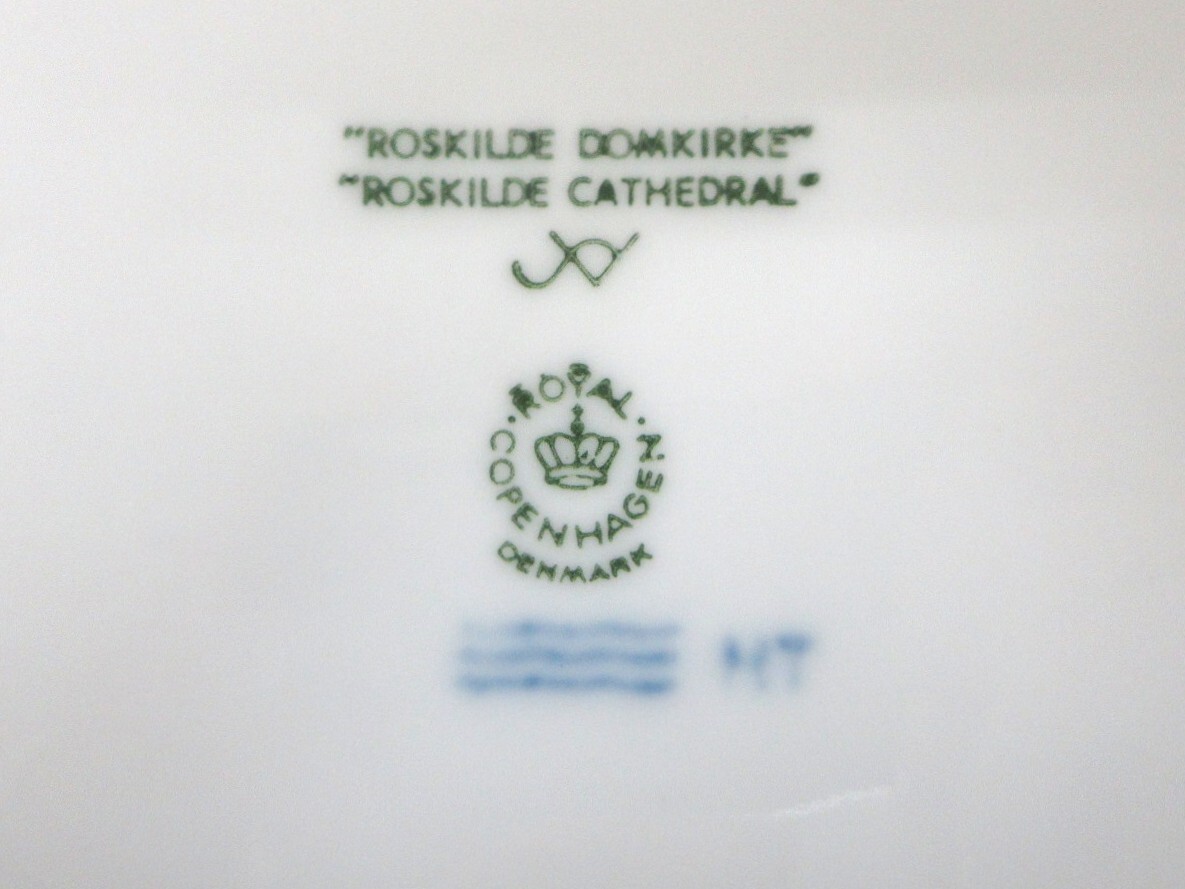 "ROSKILDE DOMKIRKE"
"ROSKILDE CATHEDRAL"
ROYAL
COPENHAGEN
DENMARK